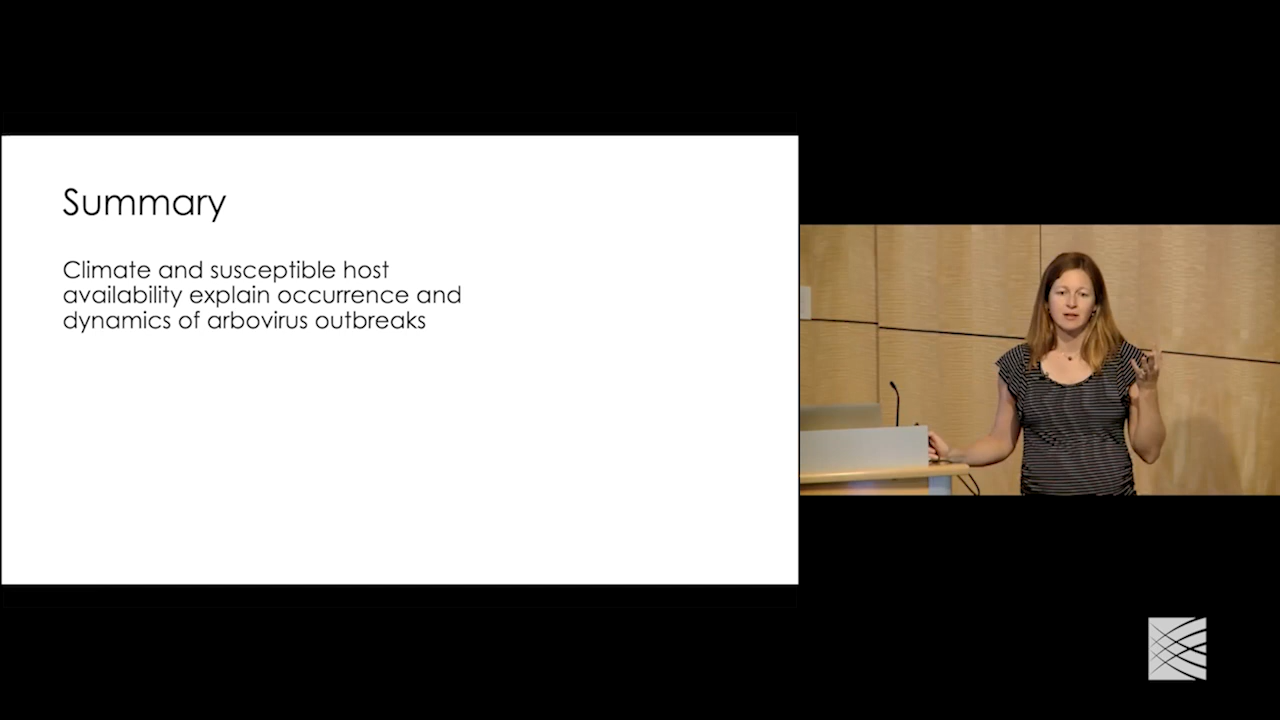 Summary
Climate and susceptible host
availability explain occurrence and
dynamics of arbovirus outbreaks